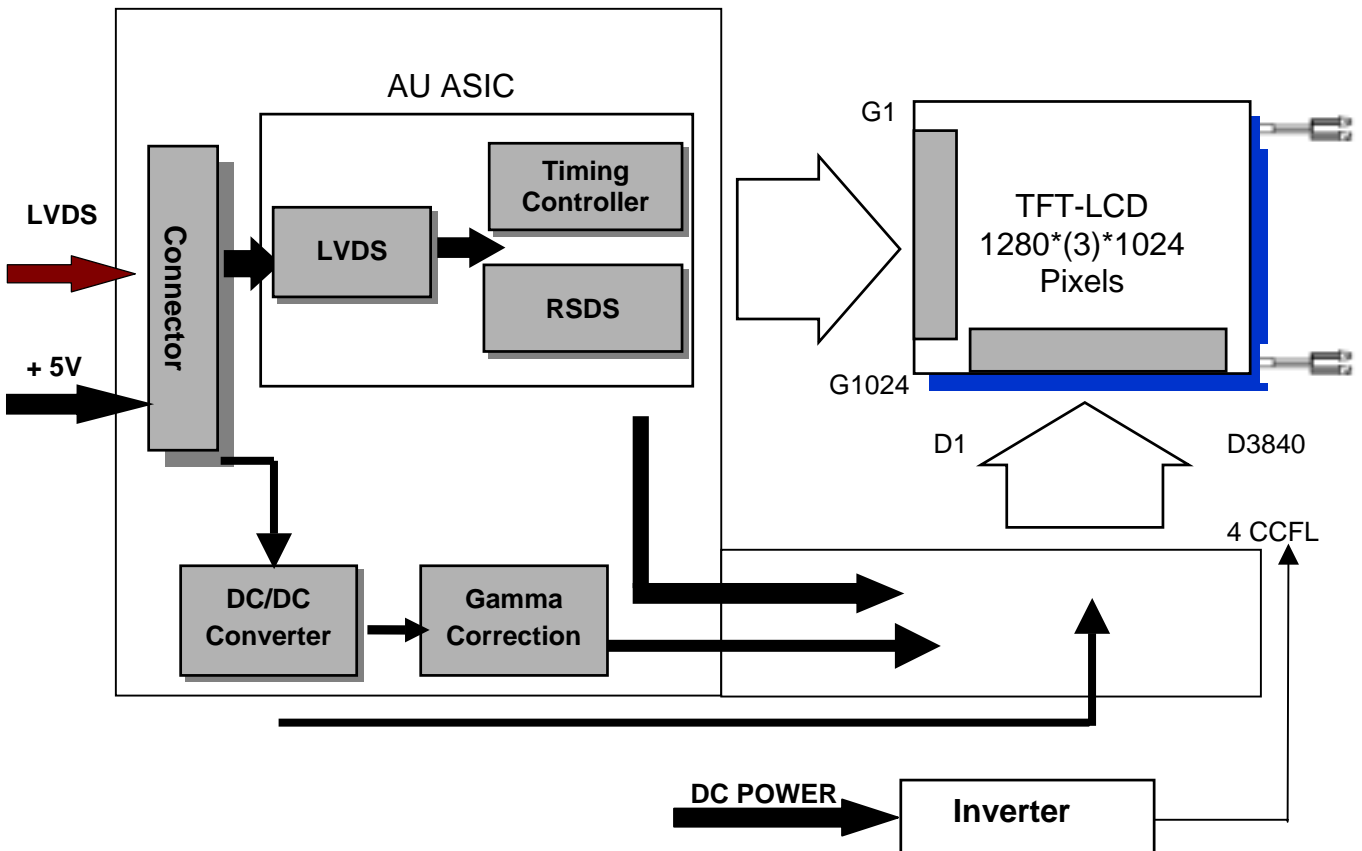 AU ASIC
G1
Timing
Controller
LVDS
Connector
LVDS
TFT-LCD
1280*(3)*1024
Pixels
RSDS
+ 5V
G1024
D1
D3840
4 CCFL
DC/DC
Converter
Gamma
Correction
DC POWER
Inverter